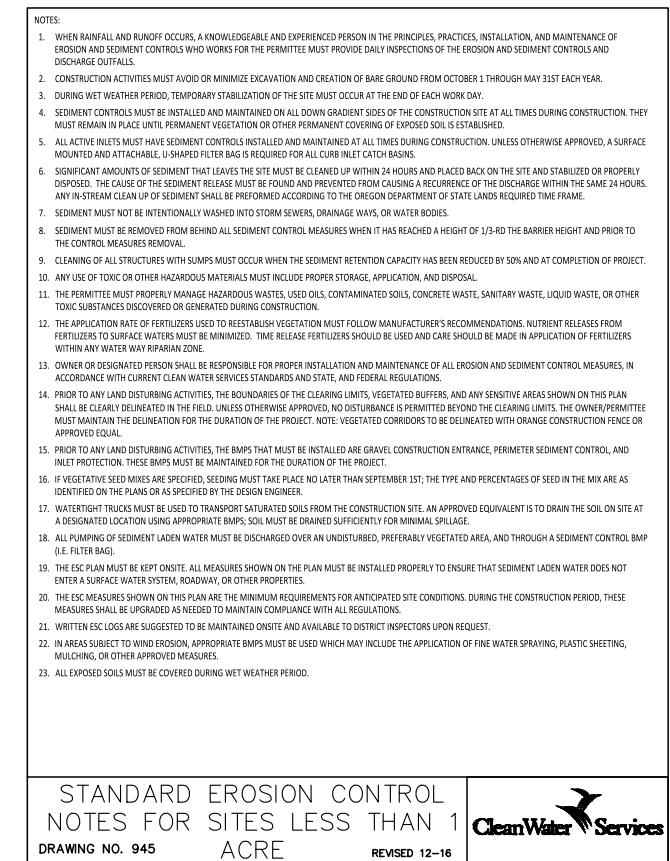 NOTES:
1. WHEN RAINFALL AND RUNOFF OCCURS, A KNOWLEDGEABLE AND EXPERIENCED PERSON IN THE PRINCIPLES, PRACTICES, INSTALLATION, AND MAINTENANCE OF
EROSION AND SEDIMENT CONTROLS WHO WORKS FOR THE PERMITTEE MUST PROVIDE DAILY INSPECTIONS OF THE EROSION AND SEDIMENT CONTROLS AND
DISCHARGE OUTFALLS.
2. CONSTRUCTION ACTIVITIES MUST AVOID OR MINIMIZE EXCAVATION AND CREATION OF BARE GROUND FROM OCTOBER 1 THROUGH MAY 31ST EACH YEAR.
3. DURING WET WEATHER PERIOD, TEMPORARY STABILIZATION OF THE SITE MUST OCCUR AT THE END OF EACH WORK DAY.
4. SEDIMENT CONTROLS MUST BE INSTALLED AND MAINTAINED ON ALL DOWN GRADIENT SIDES OF THE CONSTRUCTION SITE AT ALL TIMES DURING CONSTRUCTION. THEY
MUST REMAIN IN PLACE UNTIL PERMANENT VEGETATION OR OTHER PERMANENT COVERING OF EXPOSED SOIL IS ESTABLISHED.
5. ALL ACTIVE INLETS MUST HAVE SEDIMENT CONTROLS INSTALLED AND MAINTAINED AT ALL TIMES DURING CONSTRUCTION. UNLESS OTHERWISE APPROVED, A SURFACE
MOUNTED AND ATTACHABLE, U-SHAPED FILTER BAG IS REQUIRED FOR ALL CURB INLET CATCH BASINS.
6. SIGNIFICANT AMOUNTS OF SEDIMENT THAT LEAVES THE SITE MUST BE CLEANED UP WITHIN 24 HOURS AND PLACED BACK ON THE SITE AND STABILIZED OR PROPERLY
DISPOSED. THE CAUSE OF THE SEDIMENT RELEASE MUST BE FOUND AND PREVENTED FROM CAUSING A RECURRENCE OF THE DISCHARGE WITHIN THE SAME 24 HOURS.
ANY IN-STREAM CLEAN UP OF SEDIMENT SHALL BE PREFORMED ACCORDING TO THE OREGON DEPARTMENT OF STATE LANDS REQUIRED TIME FRAME.
7. SEDIMENT MUST NOT BE INTENTIONALLY WASHED INTO STORM SEWERS, DRAINAGE WAYS, OR WATER BODIES.
8. SEDIMENT MUST BE REMOVED FROM BEHIND ALL SEDIMENT CONTROL MEASURES WHEN IT HAS REACHED A HEIGHT OF 1/3-RD THE BARRIER HEIGHT AND PRIOR TO
THE CONTROL MEASURES REMOVAL.
9. CLEANING OF ALL STRUCTURES WITH SUMPS MUST OCCUR WHEN THE SEDIMENT RETENTION CAPACITY HAS BEEN REDUCED BY 50% AND AT COMPLETION OF PROJECT.
10. ANY USE OF TOXIC OR OTHER HAZARDOUS MATERIALS MUST INCLUDE PROPER STORAGE, APPLICATION, AND DISPOSAL.
11. THE PERMITTEE MUST PROPERLY MANAGE HAZARDOUS WASTES, USED OILS, CONTAMINATED SOILS, CONCRETE WASTE, SANITARY WASTE, LIQUID WASTE, OR OTHER
TOXIC SUBSTANCES DISCOVERED OR GENERATED DURING CONSTRUCTION.
12. THE APPLICATION RATE OF FERTILIZERS USED TO REESTABLISH VEGETATION MUST FOLLOW MANUFACTURER'S RECOMMENDATIONS. NUTRIENT RELEASES FROM
FERTILIZERS TO SURFACE WATERS MUST BE MINIMIZED. TIME RELEASE FERTILIZERS SHOULD BE USED AND CARE SHOULD BE MADE IN APPLICATION OF FERTILIZERS
WITHIN ANY WATER WAY RIPARIAN ZONE.
13. OWNER OR DESIGNATED PERSON SHALL BE RESPONSIBLE FOR PROPER INSTALLATION AND MAINTENANCE OF ALL EROSION AND SEDIMENT CONTROL MEASURES, IN
ACCORDANCE WITH CURRENT CLEAN WATER SERVICES STANDARDS AND STATE, AND FEDERAL REGULATIONS.
14. PRIOR TO ANY LAND DISTURBING ACTIVITIES, THE BOUNDARIES OF THE CLEARING LIMITS, VEGETATED BUFFERS, AND ANY SENSITIVE AREAS SHOWN ON THIS PLAN
SHALL BE CLEARLY DELINEATED IN THE FIELD. UNLESS OTHERWISE APPROVED, NO DISTURBANCE IS PERMITTED BEYOND THE CLEARING LIMITS. THE OWNER/PERMITTEE
MUST MAINTAIN THE DELINEATION FOR THE DURATION OF THE PROJECT. NOTE: VEGETATED CORRIDORS TO BE DELINEATED WITH ORANGE CONSTRUCTION FENCE OR
APPROVED EQUAL.
15. PRIOR TO ANY LAND DISTURBING ACTIVITIES, THE BMPS THAT MUST BE INSTALLED ARE GRAVEL CONSTRUCTION ENTRANCE, PERIMETER SEDIMENT CONTROL, AND
INLET PROTECTION. THESE BMPS MUST BE MAINTAINED FOR THE DURATION OF THE PROJECT.
16. IF VEGETATIVE SEED MIXES ARE SPECIFIED, SEEDING MUST TAKE PLACE NO LATER THAN SEPTEMBER 1ST; THE TYPE AND PERCENTAGES OF SEED IN THE MIX ARE AS
IDENTIFIED ON THE PLANS OR AS SPECIFIED BY THE DESIGN ENGINEER.
17. WATERTIGHT TRUCKS MUST BE USED TO TRANSPORT SATURATED SOILS FROM THE CONSTRUCTION SITE. AN APPROVED EQUIVALENT IS TO DRAIN THE SOIL ON SITE AT
A DESIGNATED LOCATION USING APPROPRIATE BMPS; SOIL MUST BE DRAINED SUFFICIENTLY FOR MINIMAL SPILLAGE.
18. ALL PUMPING OF SEDIMENT LADEN WATER MUST BE DISCHARGED OVER AN UNDISTURBED, PREFERABLY VEGETATED AREA, AND THROUGH A SEDIMENT CONTROL BMP
(I.E. FILTER BAG).
19. THE ESC PLAN MUST BE KEPT ONSITE. ALL MEASURES SHOWN ON THE PLAN MUST BE INSTALLED PROPERLY TO ENSURE THAT SEDIMENT LADEN WATER DOES NOT
ENTER A SURFACE WATER SYSTEM, ROADWAY, OR OTHER PROPERTIES.
20. THE ESC MEASURES SHOWN ON THIS PLAN ARE THE MINIMUM REQUIREMENTS FOR ANTICIPATED SITE CONDITIONS. DURING THE CONSTRUCTION PERIOD, THESE
MEASURES SHALL BE UPGRADED AS NEEDED TO MAINTAIN COMPLIANCE WITH ALL REGULATIONS.
21. WRITTEN ESC LOGS ARE SUGGESTED TO BE MAINTAINED ONSITE AND AVAILABLE TO DISTRICT INSPECTORS UPON REQUEST.
22. IN AREAS SUBJECT TO WIND EROSION, APPROPRIATE BMPS MUST BE USED WHICH MAY INCLUDE THE APPLICATION OF FINE WATER SPRAYING, PLASTIC SHEETING,
MULCHING, OR OTHER APPROVED MEASURES.
23. ALL EXPOSED SOILS MUST BE COVERED DURING WET WEATHER PERIOD.
STANDARD EROSION CONTROL
NOTES FOR SITES LESS THAN 1
ACRE
DRAWING NO. 945
REVISED 12-16
CleanWater Services